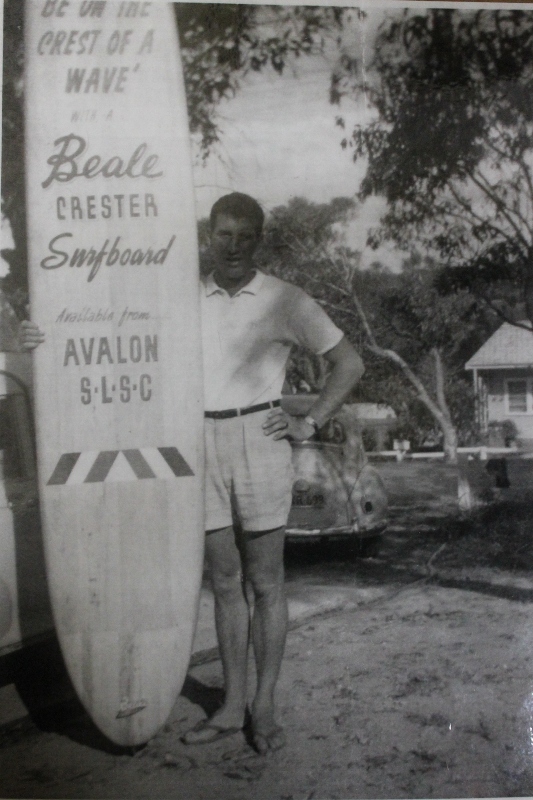 BE ON THE
CREST OF A
WAVE'
WITH A
Beale
CRESTER
Surfboard
Available from
AVALON
S·L·S·C